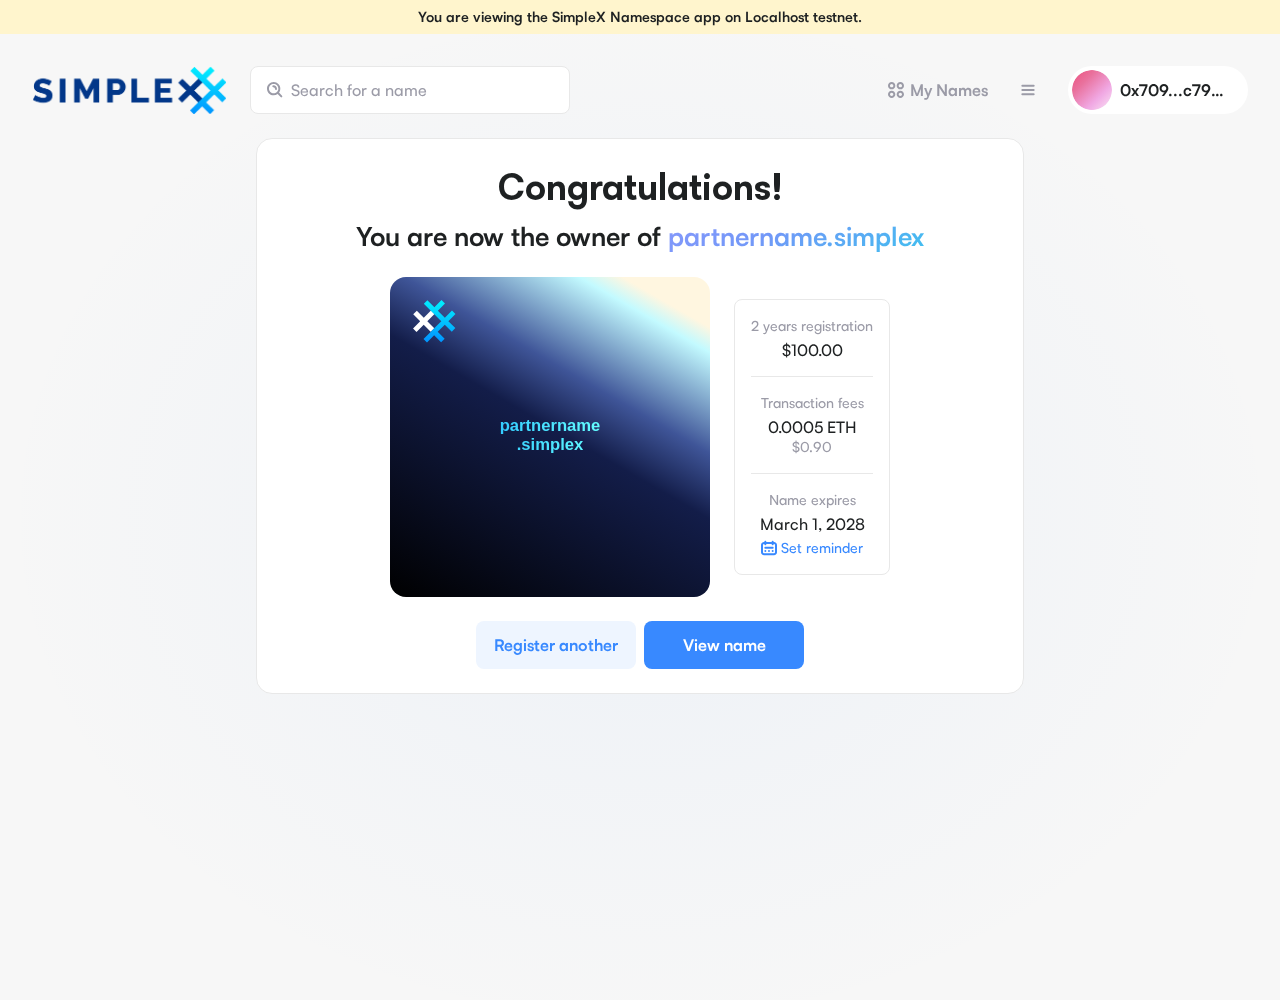 You are viewing the SimpleX Namespace app on Localhost testnet.
SIMPLEX
Search for a name
My Names
0x709...c79...
Congratulations!
You are now the owner of partnername.simplex
partnername
.simplex
2 years registration
$100.00
Transaction fees
0.0005 ETH
$0.90
Name expires
March 1, 2028
Set reminder
Register another
View name